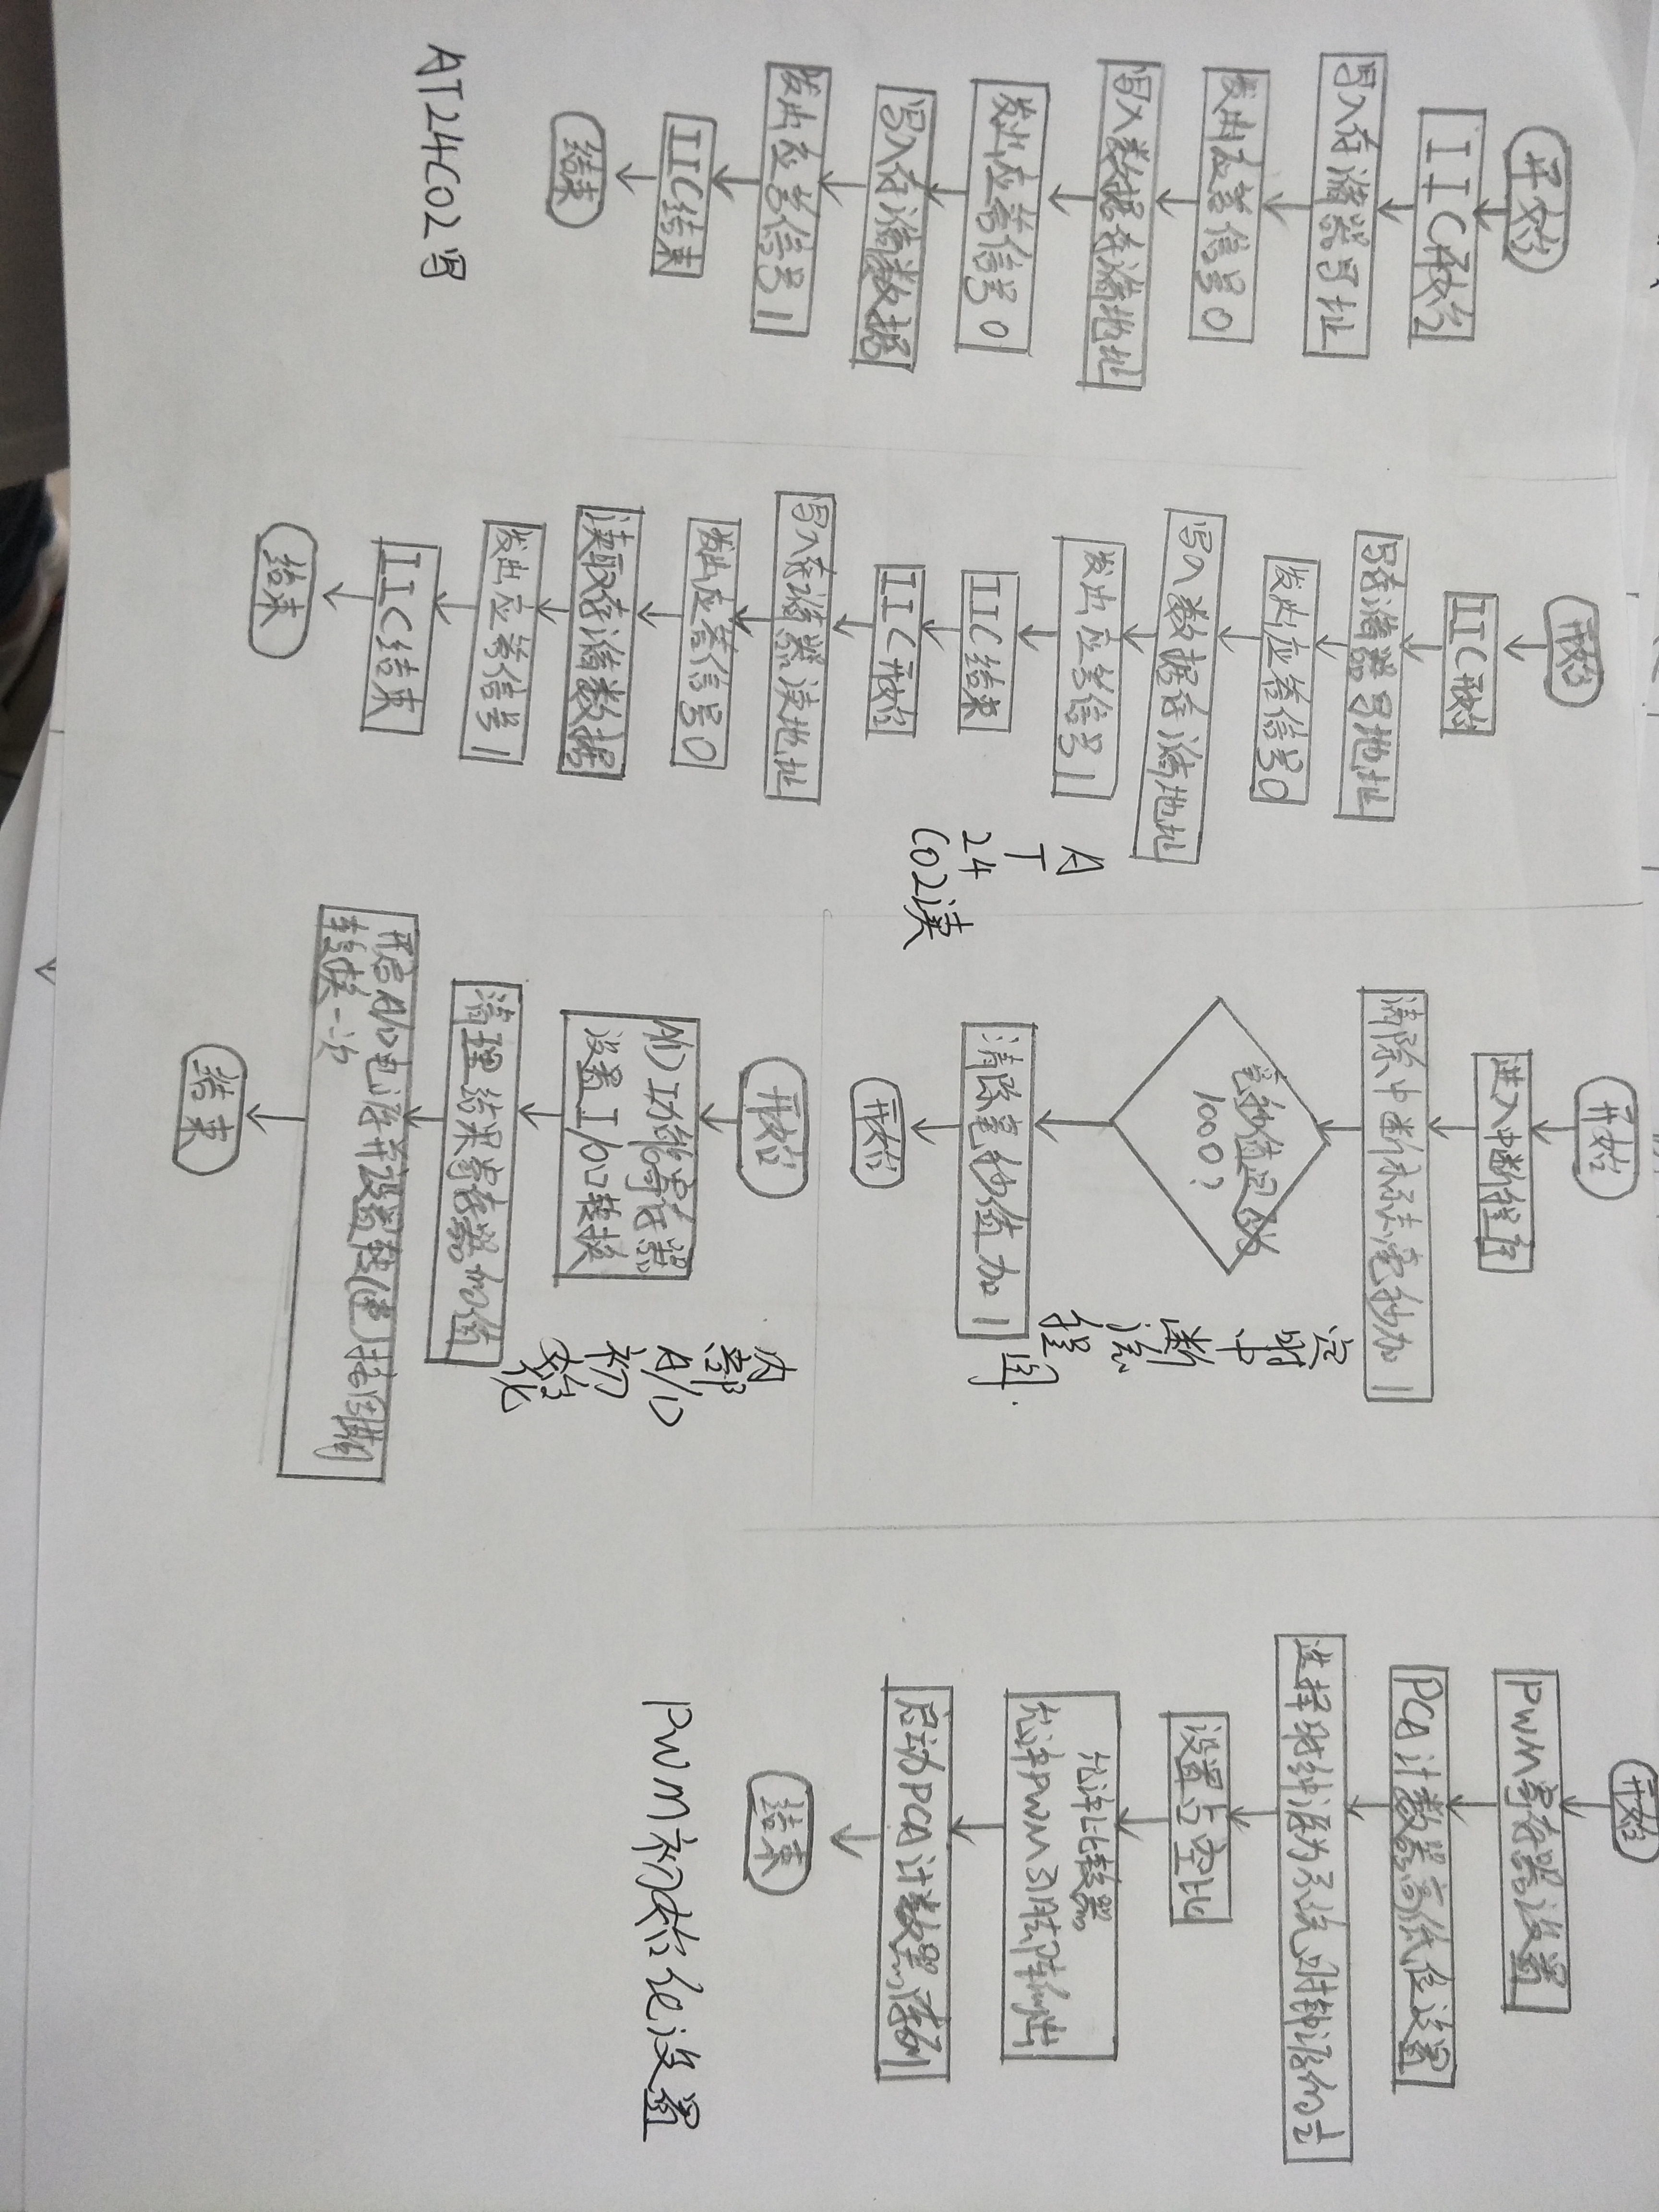 开始
IIC开始
写入存储器写址
发出应答信号0
写入数据存储地址
发出应答信号0
写入存储数据
发出应答信号1
IIC结束
结束
AT24C02写
开始
IIC开始
写存储器写地址
发出应答信号0
写入数据存储地址
发出应答信号1
IIC结束
IIC开始
写入存储器读地址
发出应答信号0
读取存储数据
发出应答信号1
IIC结束
结束
A
T
24
C02读
开始
进入中断程序
清除中断标志毫秒加1
毫秒值是否为
1000?
清除毫秒值加1
开始
定时中断流程图.
开始
A/D功能寄存器
设置I/O口转换
清理结果寄存器的值
开启A/D电源并设置转(速)换周期
转换一次
结束
内部A/D初始化
开始
PWM寄存器设置
PCA计数器高低位设置
选择时钟源为系统时钟源的½
设置占空比
允许比较器
允许PWM引脚阵例出
启动PCA计数器阵列
结束
PWM初始化设置